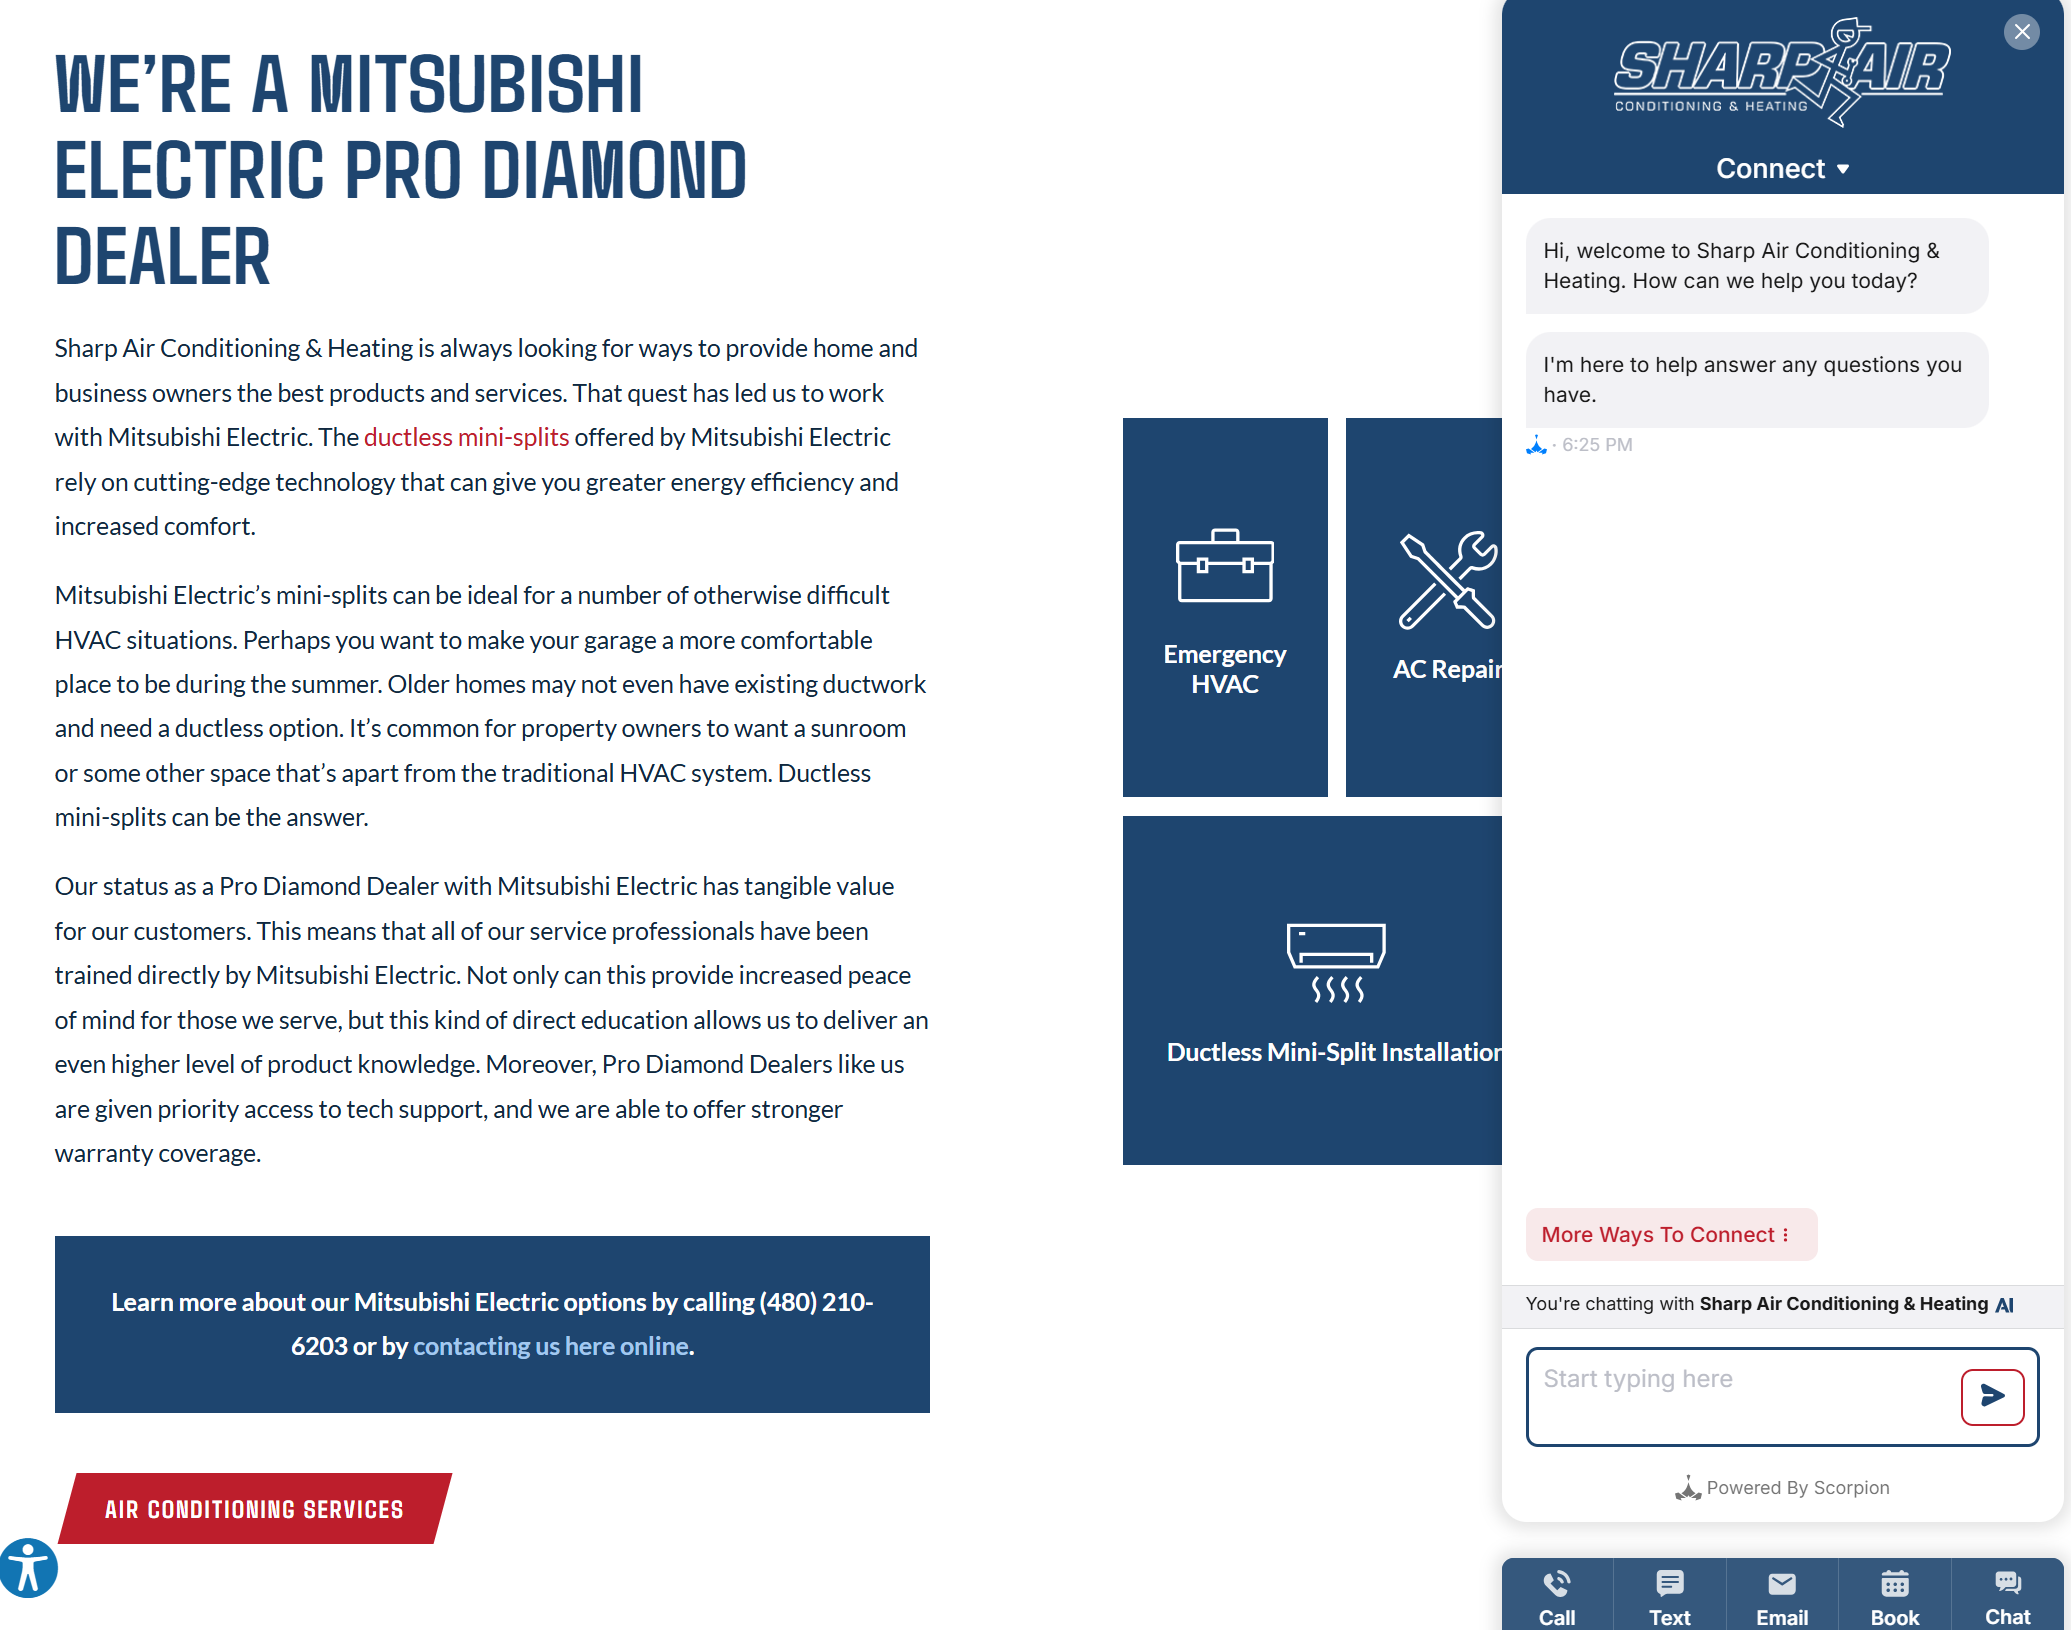 WE'RE A MITSUBISHI
ELECTRIC PRO DIAMOND
DEALER
Sharp Air Conditioning & Heating is always looking for ways to provide home and
business owners the best products and services. That quest has led us to work
with Mitsubishi Electric. The ductless mini-splits offered by Mitsubishi Electric
rely on cutting-edge technology that can give you greater energy efficiency and
increased comfort.
Mitsubishi Electric's mini-splits can be ideal for a number of otherwise difficult
HVAC situations. Perhaps you want to make your garage a more comfortable
place to be during the summer. Older homes may not even have existing ductwork
and need a ductless option. It's common for property owners to want a sunroom
or some other space that's apart from the traditional HVAC system. Ductless
mini-splits can be the answer.
Our status as a Pro Diamond Dealer with Mitsubishi Electric has tangible value
for our customers. This means that all of our service professionals have been
trained directly by Mitsubishi Electric. Not only can this provide increased peace
of mind for those we serve, but this kind of direct education allows us to deliver an
even higher level of product knowledge. Moreover, Pro Diamond Dealers like us
are given priority access to tech support, and we are able to offer stronger
warranty coverage.
Learn more about our Mitsubishi Electric options by calling (480) 210-
6203 or by contacting us here online.
AIR CONDITIONING SERVICES
Emergency
HVAC
AC Repair
Ductless Mini-Split Installation
SHARP AIR
CONDITIONING & HEATING
Connect
Hi, welcome to Sharp Air Conditioning &
Heating. How can we help you today?
I'm here to help answer any questions you
have.
· 6:25 PM
More Ways To Connect
You're chatting with Sharp Air Conditioning & Heating AI
Start typing here
Powered By Scorpion
Call
Text
Email
Book
Chat